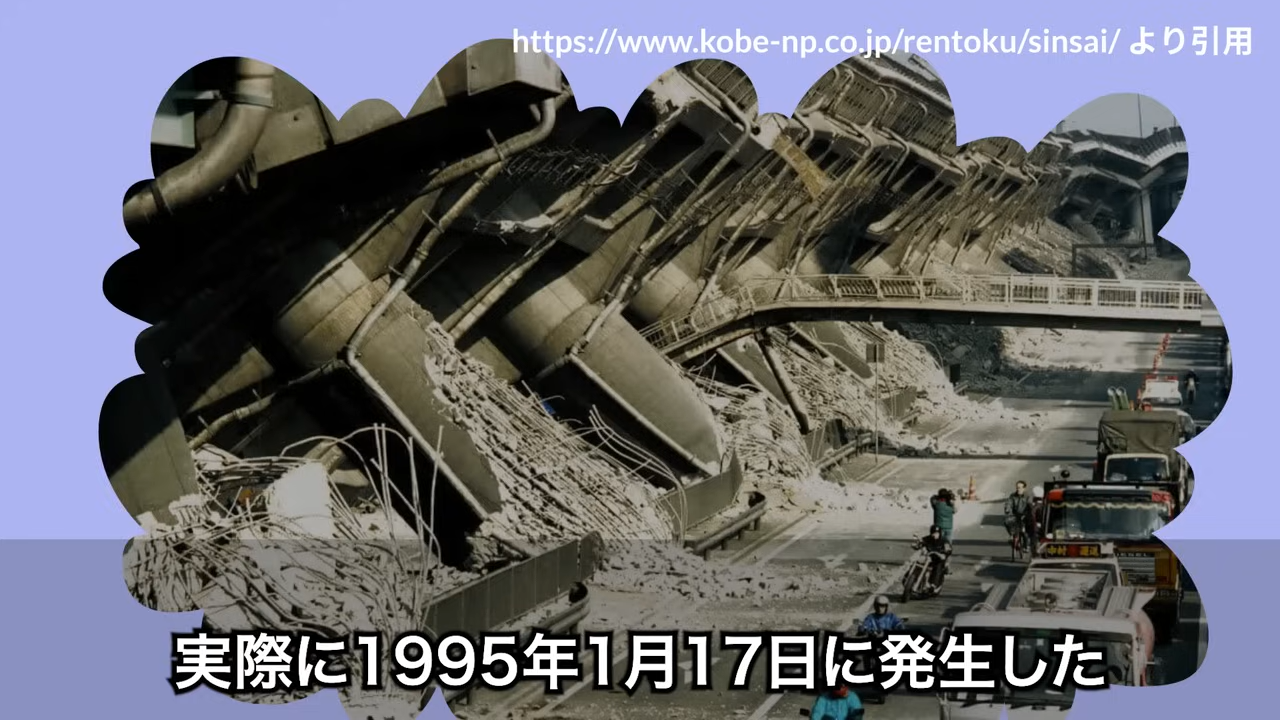 https://www.kobe-np.co.jp/rentoku/sinsai/ より引用
実際に1995年1月17日に発生した